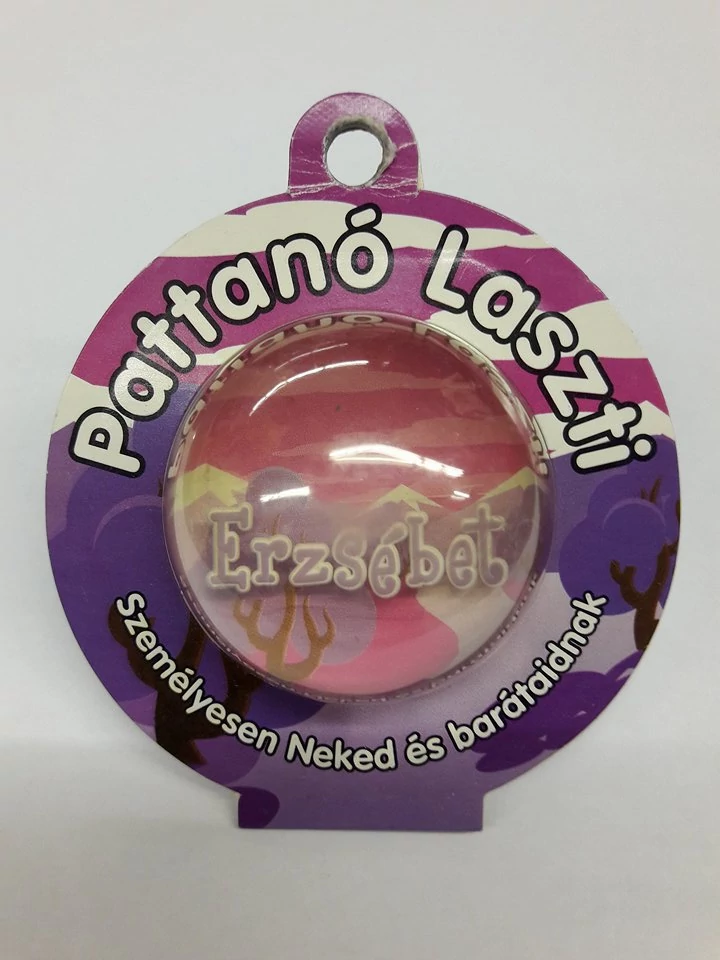 Pattanó Laszti
Erzsébet
Személyesen Neked és barátaidnak